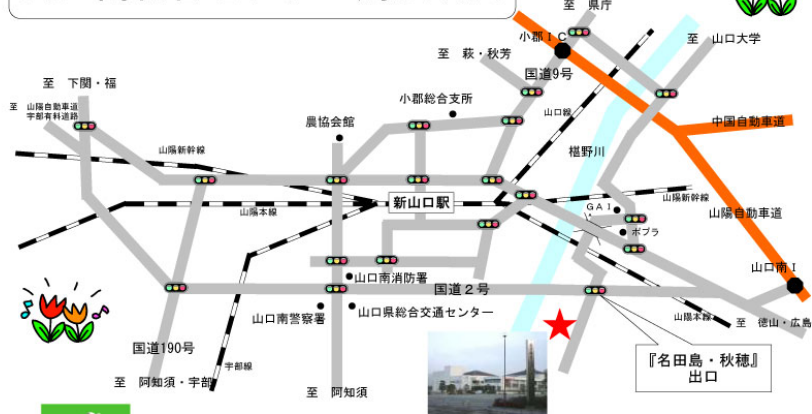 至 県庁
小郡ＩＣ
至 山口大学
至 萩・秋芳
国道9号
至 下関・福
小郡総合支所
至 山陽自動車道
宇部有料道路
農協会館
山口線
中国自動車道
椹野川
山陽新幹線
山陽新幹線
新山口駅
山陽本線
ＧＡＩ
山陽自動車道
ポプラ
山口南Ｉ
山口南消防署
国道２号
山口南警察署
山口県総合交通センター
山陽本線
至 徳山・広島
国道190号
『名田島・秋穂』
出口
宇部線
至 阿知須・宇部
至 阿知須